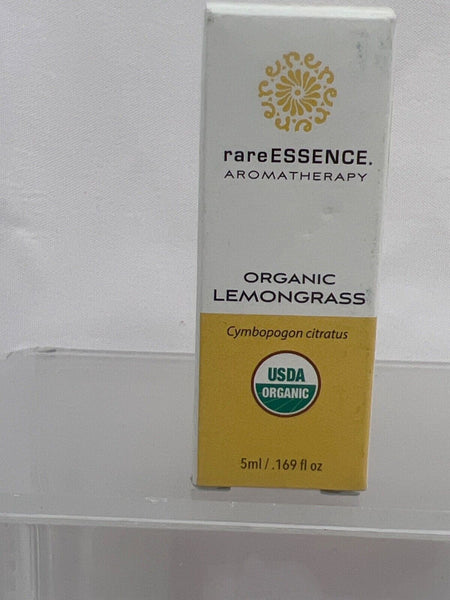 rareESSENCE.
AROMATHERAPY
ORGANIC
LEMONGRASS
Cymbopogon citratus
USDA
ORGANIC
5ml / .169 fl oz